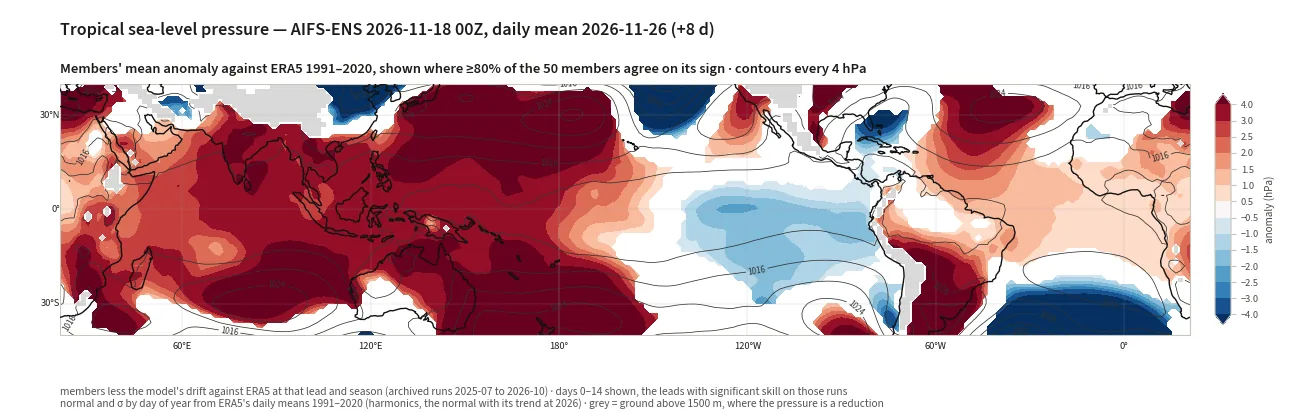 Tropical sea-level pressure — AIFS-ENS 2026-11-18 00Z, daily mean 2026-11-26 (+8 d)
Members' mean anomaly against ERA5 1991–2020, shown where ≥80% of the 50 members agree on its sign · contours every 4 hPa
30°N
0°
30°S
60°E
120°E
180°
120°W
60°W
0°
1016
1016
1016
1016
1024
1024
1016
1016
1016
4.0
3.0
2.5
2.0
1.5
1.0
0.5
−0.5
−1.0
−1.5
−2.0
−2.5
−3.0
−4.0
anomaly (hPa)
members less the model's drift against ERA5 at that lead and season (archived runs 2025-07 to 2026-10) · days 0–14 shown, the leads with significant skill on those runs
normal and σ by day of year from ERA5's daily means 1991–2020 (harmonics, the normal with its trend at 2026) · grey = ground above 1500 m, where the pressure is a reduction